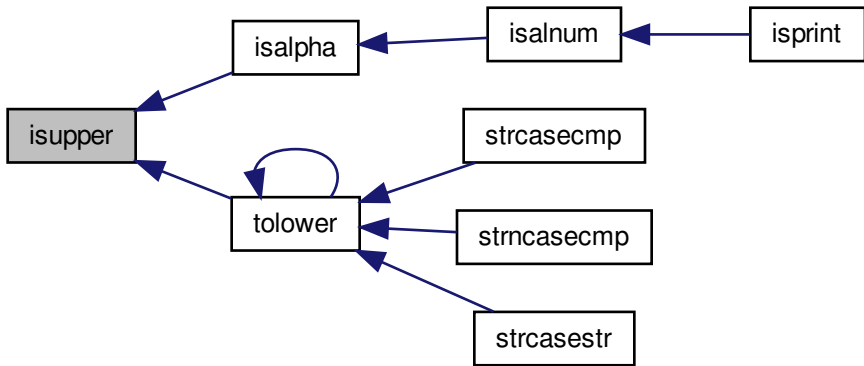 isupper
isalpha
isalnum
isprint
tolower
strcasecmp
strncasecmp
strcasestr